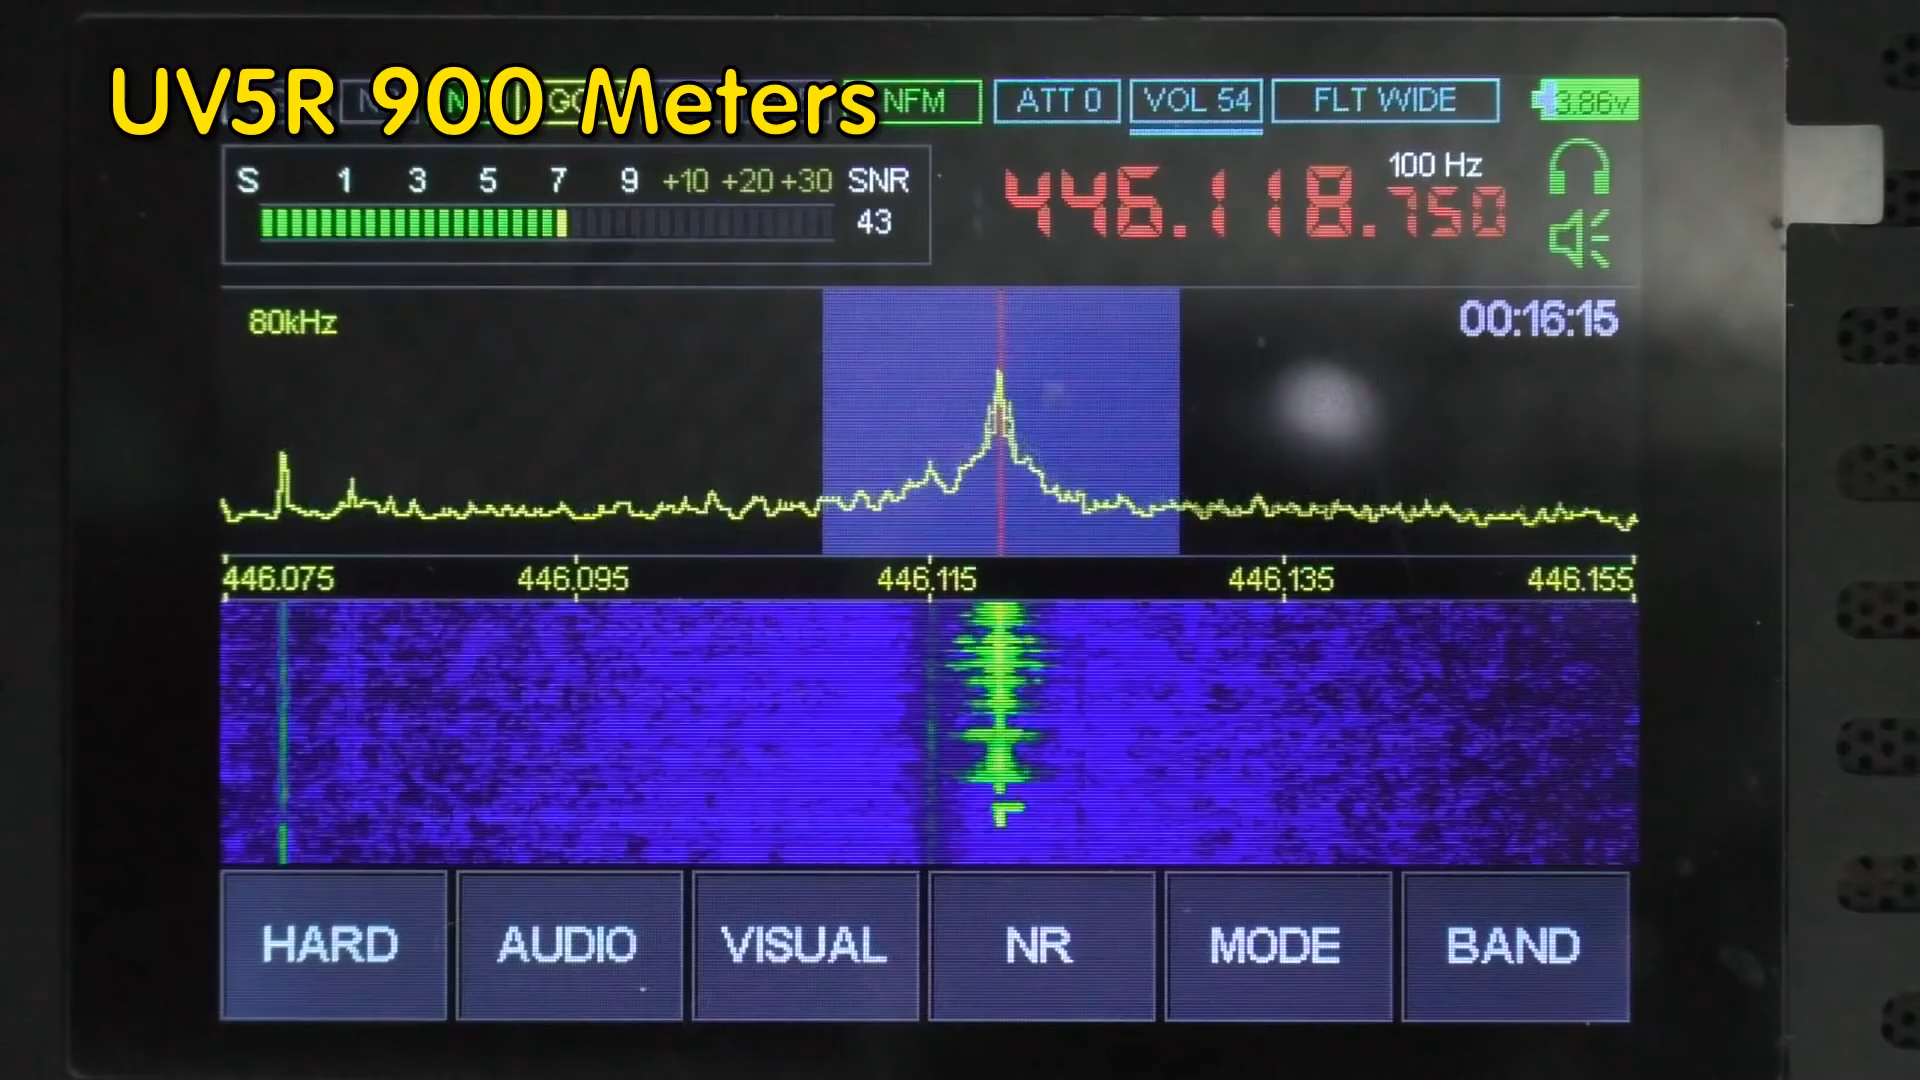 UV5R 900 Meters
NFM ATT 0 VOL 54 FLT WIDE 3.86v
S 1 3 5 7 9 +10 +20 +30 SNR
43
446.118.750
100 Hz
80kHz
00:16:15
446.075 446.095 446.115 446.135 446.155
HARD AUDIO VISUAL NR MODE BAND